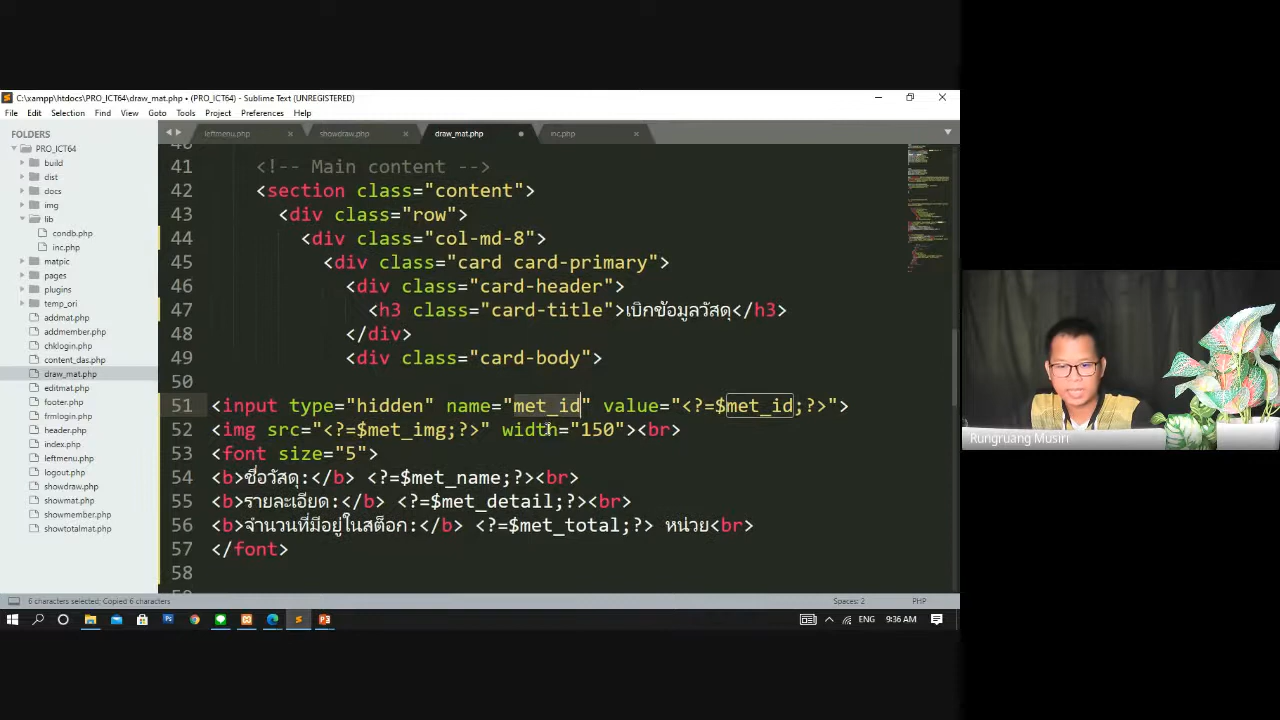 C:\xampp\htdocs\PRO_ICT64\draw_mat.php • (PRO_ICT64) - Sublime Text (UNREGISTERED)
File Edit Selection Find View Goto Tools Project Preferences Help
FOLDERS
PRO_ICT64
build
dist
docs
img
lib
condb.php
inc.php
matpic
pages
plugins
temp_ori
addmat.php
addmember.php
chklogin.php
content_das.php
draw_mat.php
editmat.php
footer.php
frmlogin.php
header.php
index.php
leftmenu.php
logout.php
showdraw.php
showmat.php
showmember.php
showtotalmat.php
leftmenu.php showdraw.php draw_mat.php inc.php
41 <!-- Main content -->
42 <section class="content">
43 <div class="row">
44 <div class="col-md-8">
45 <div class="card card-primary">
46 <div class="card-header">
47 <h3 class="card-title">เบิกข้อมูลวัสดุ</h3>
48 </div>
49 <div class="card-body">
50
51 <input type="hidden" name="met_id" value="<?=$met_id;?>">
52 <img src="<?=$met_img;?>" width="150"><br>
53 <font size="5">
54 <b>ชื่อวัสดุ:</b> <?=$met_name;?><br>
55 <b>รายละเอียด:</b> <?=$met_detail;?><br>
56 <b>จำนวนที่มีอยู่ในสต็อก:</b> <?=$met_total;?> หน่วย<br>
57 </font>
58
6 characters selected; Copied 6 characters Spaces: 2 PHP
ENG 9:36 AM
Rungruang Musiri